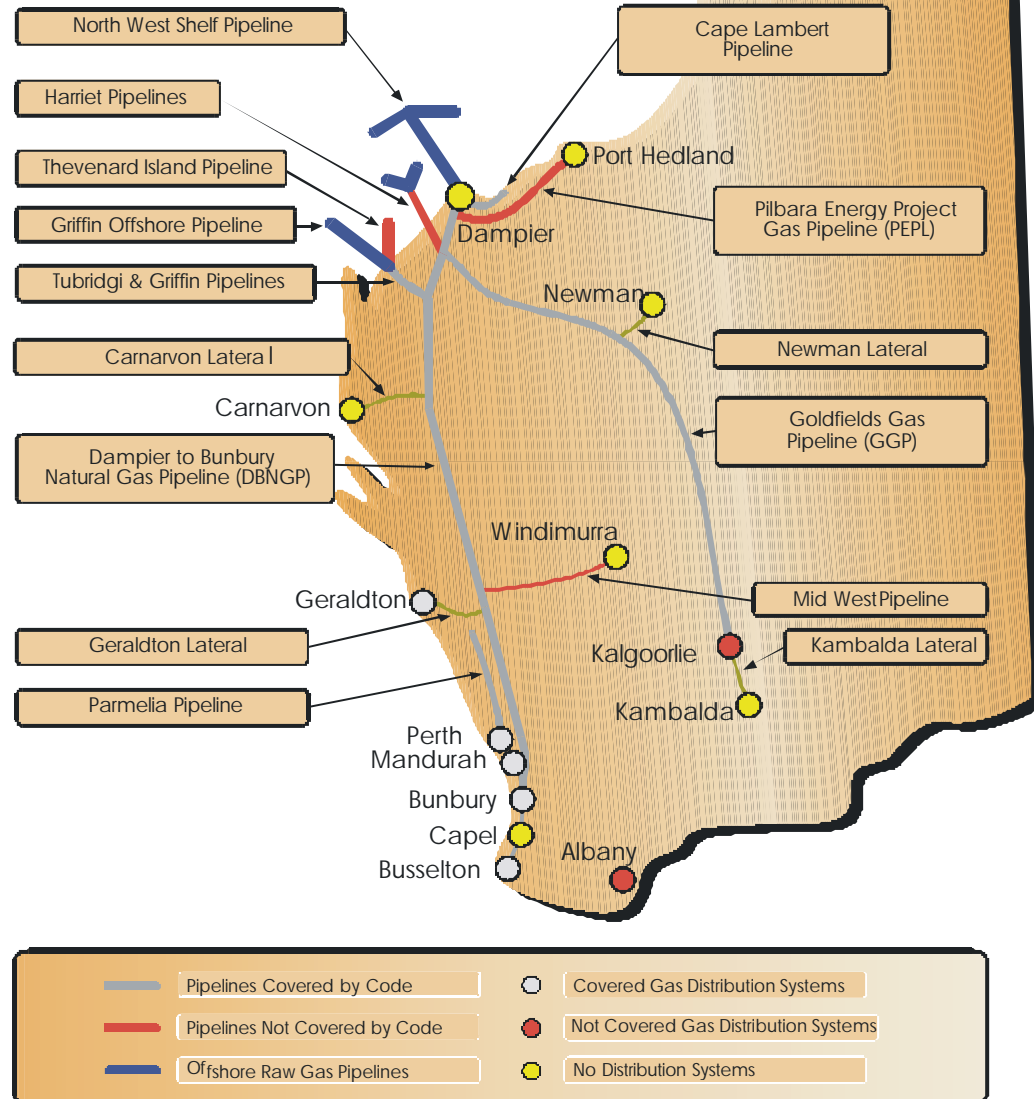 North West Shelf Pipeline
Cape Lambert
Pipeline
Harriet Pipelines
Port Hedland
Thevenard Island Pipeline
Pilbara Energy Project
Gas Pipeline (PEPL)
Griffin Offshore Pipeline
Dampier
Tubridgi & Griffin Pipelines
Newman
Newman Lateral
Carnarvon Lateral
Carnarvon
Goldfields Gas
Pipeline (GGP)
Dampier to Bunbury
Natural Gas Pipeline (DBNGP)
Windimurra
Geraldton
Mid West Pipeline
Geraldton Lateral
Kalgoorlie
Kambalda Lateral
Parmelia Pipeline
Kambalda
Perth
Mandurah
Bunbury
Capel
Albany
Busselton
Pipelines Covered by Code
Covered Gas Distribution Systems
Pipelines Not Covered by Code
Not Covered Gas Distribution Systems
Offshore Raw Gas Pipelines
No Distribution Systems